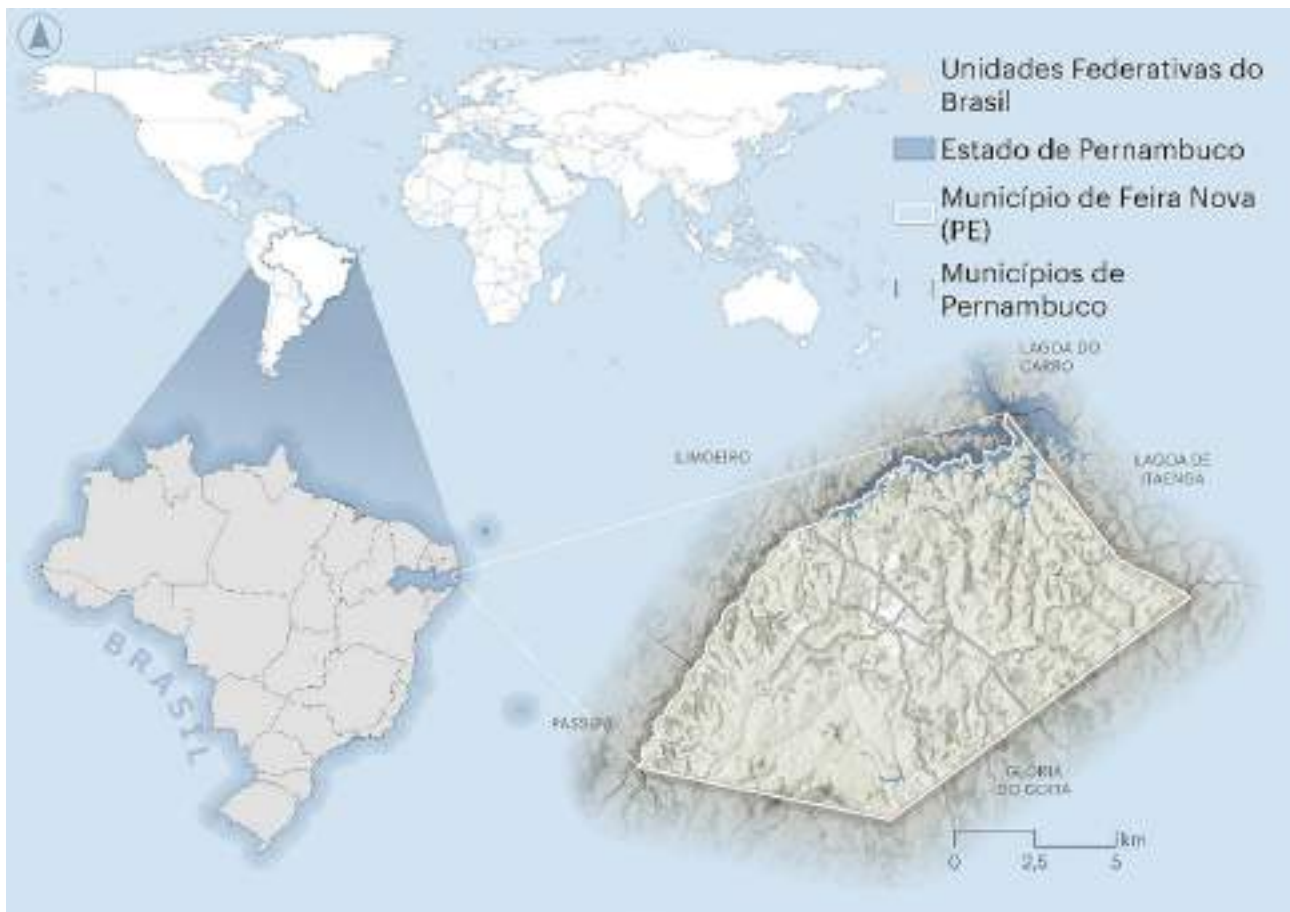 Unidades Federativas do
Brasil
Estado de Pernambuco
Município de Feira Nova
(PE)
Municípios de
Pernambuco
LAGOA DO
CARRO
LIMOEIRO
LAGOA DE
ITAENGA
BRASIL
PASSIRA
GLÓRIA
DO GOITÁ
km
0 2,5 5